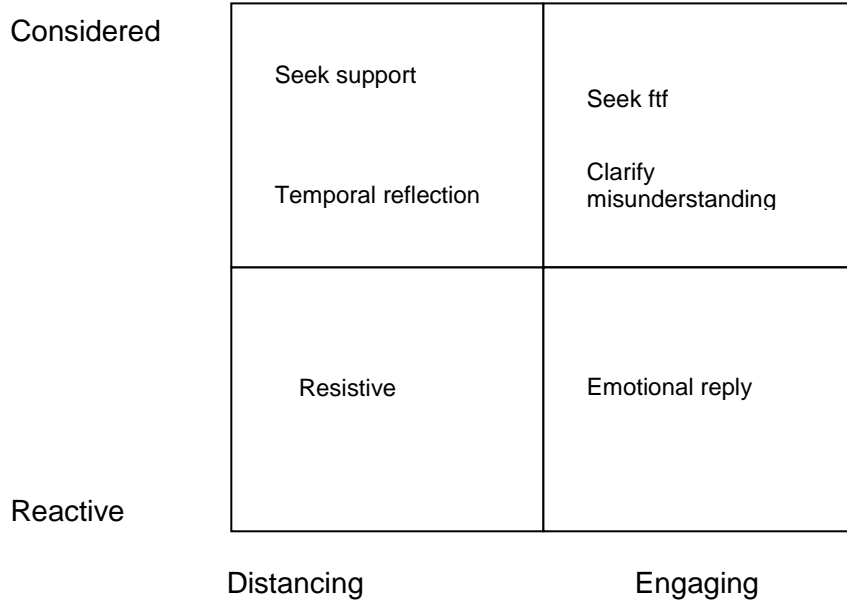 Considered
Seek support
Seek ftf
Temporal reflection
Clarify
misunderstanding
Resistive
Emotional reply
Reactive
Distancing
Engaging